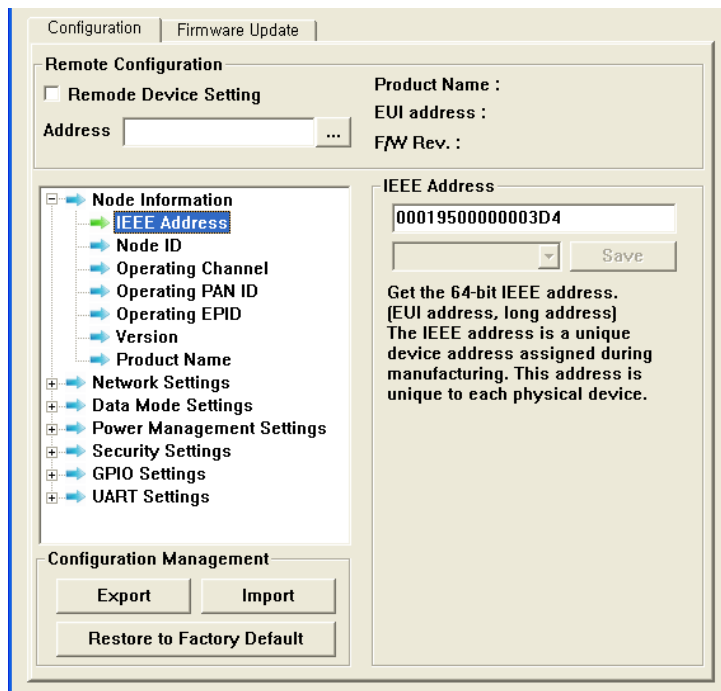 Configuration
Firmware Update
Remote Configuration
Remode Device Setting
Address
...
Product Name :
EUI address :
F/W Rev. :
Node Information
IEEE Address
Node ID
Operating Channel
Operating PAN ID
Operating EPID
Version
Product Name
Network Settings
Data Mode Settings
Power Management Settings
Security Settings
GPIO Settings
UART Settings
Configuration Management
Export
Import
Restore to Factory Default
IEEE Address
00019500000003D4
Save
Get the 64-bit IEEE address.
(EUI address, long address)
The IEEE address is a unique
device address assigned during
manufacturing. This address is
unique to each physical device.